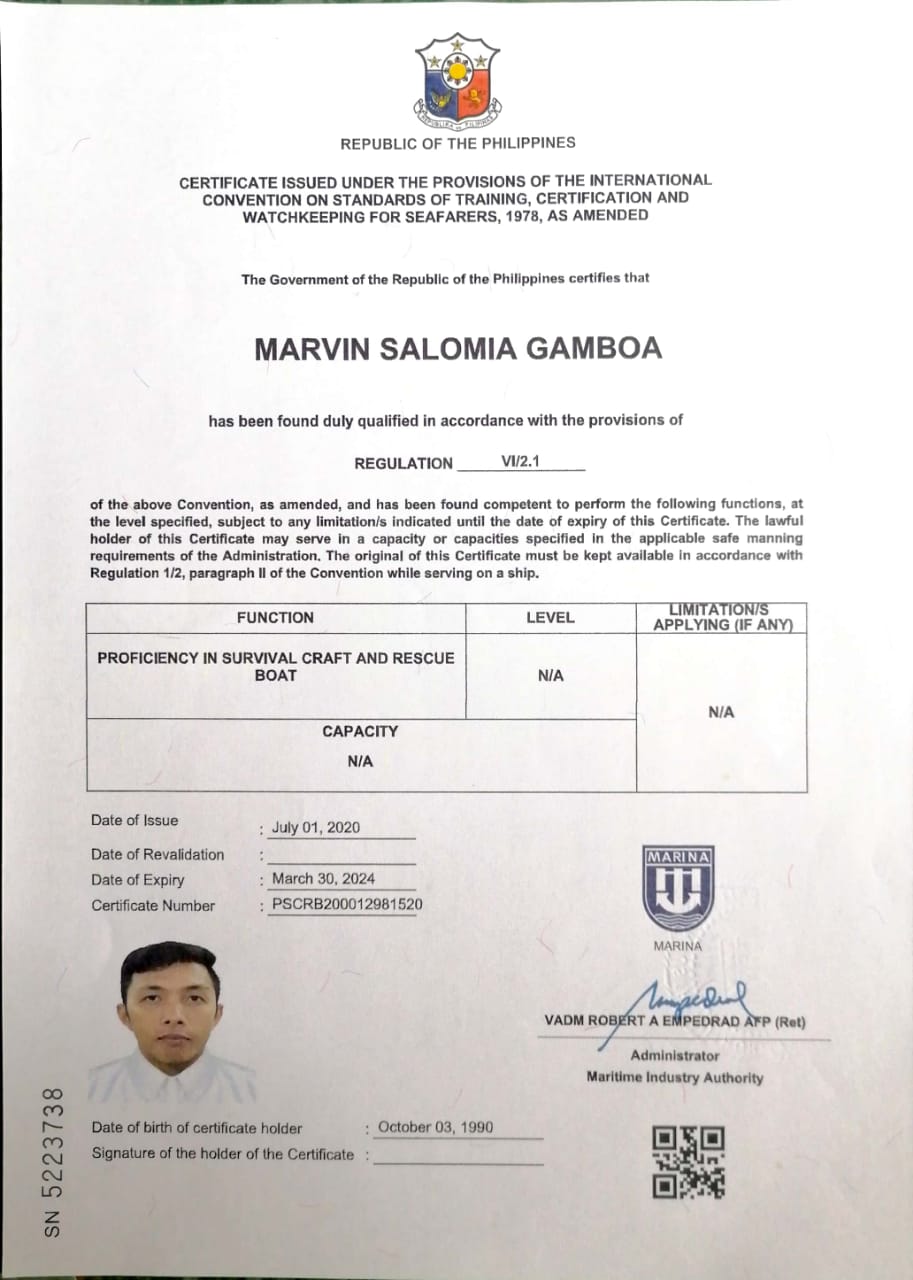 REPUBLIKA NG PILIPINAS
REPUBLIC OF THE PHILIPPINES
CERTIFICATE ISSUED UNDER THE PROVISIONS OF THE INTERNATIONAL
CONVENTION ON STANDARDS OF TRAINING, CERTIFICATION AND
WATCHKEEPING FOR SEAFARERS, 1978, AS AMENDED
The Government of the Republic of the Philippines certifies that
MARVIN SALOMIA GAMBOA
has been found duly qualified in accordance with the provisions of
REGULATION VI/2.1
of the above Convention, as amended, and has been found competent to perform the following functions, at
the level specified, subject to any limitation/s indicated until the date of expiry of this Certificate. The lawful
holder of this Certificate may serve in a capacity or capacities specified in the applicable safe manning
requirements of the Administration. The original of this Certificate must be kept available in accordance with
Regulation 1/2, paragraph II of the Convention while serving on a ship.
FUNCTION LEVEL LIMITATION/S
APPLYING (IF ANY)
PROFICIENCY IN SURVIVAL CRAFT AND RESCUE
BOAT
N/A
N/A
CAPACITY
N/A
Date of Issue : July 01, 2020
Date of Revalidation :
Date of Expiry : March 30, 2024
Certificate Number : PSCRB200012981520
MARINA
MARINA
VADM ROBERT A EMPEDRAD AFP (Ret)
Administrator
Maritime Industry Authority
Date of birth of certificate holder : October 03, 1990
Signature of the holder of the Certificate :
SN 5223738